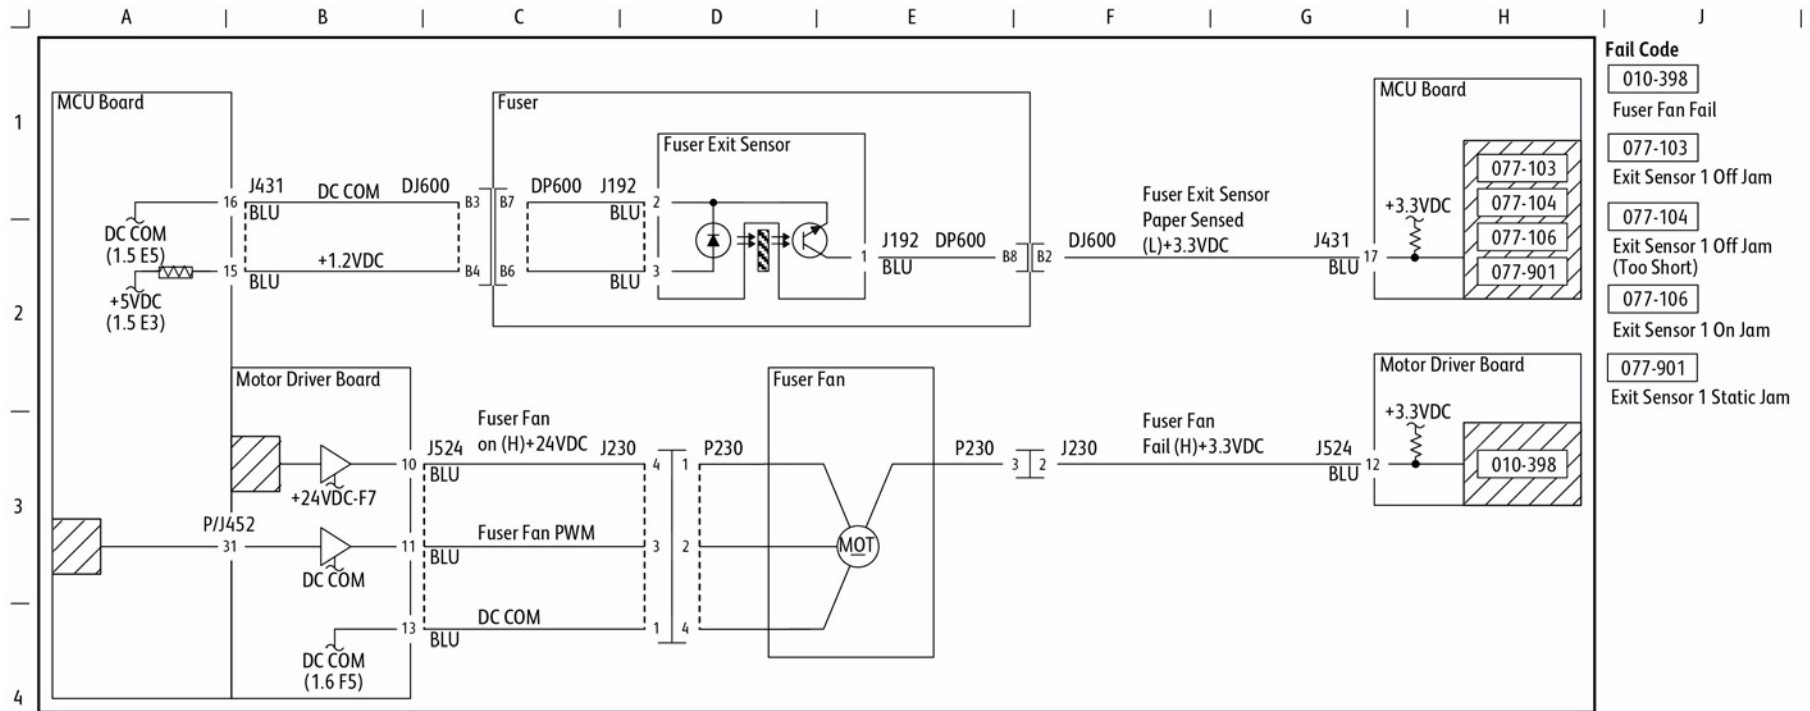 A B C D E F G H J
1
2
3
4
MCU Board
Fuser
Fuser Exit Sensor
MCU Board
J431 DC COM DJ600 DP600 J192
16 BLU B3 B7 BLU 2
DC COM
(1.5 E5)
+1.2VDC
15 BLU B4 B6 BLU 3
+5VDC
(1.5 E3)
J192 DP600 DJ600
1 BLU B8 B2
Fuser Exit Sensor
Paper Sensed
(L)+3.3VDC
J431
BLU 17
+3.3VDC
077-103
077-104
077-106
077-901
Motor Driver Board
Fuser Fan
Motor Driver Board
Fuser Fan
on (H)+24VDC
J524 J230 P230
10 BLU 4 1
+24VDC-F7
P/J452
31
Fuser Fan PWM
11 BLU 3 2
DC COM
DC COM
13 BLU 1 4
DC COM
(1.6 F5)
MOT
P230 J230
3 2
Fuser Fan
Fail (H)+3.3VDC
J524
BLU 12
+3.3VDC
010-398
Fail Code
010-398
Fuser Fan Fail
077-103
Exit Sensor 1 Off Jam
077-104
Exit Sensor 1 Off Jam
(Too Short)
077-106
Exit Sensor 1 On Jam
077-901
Exit Sensor 1 Static Jam